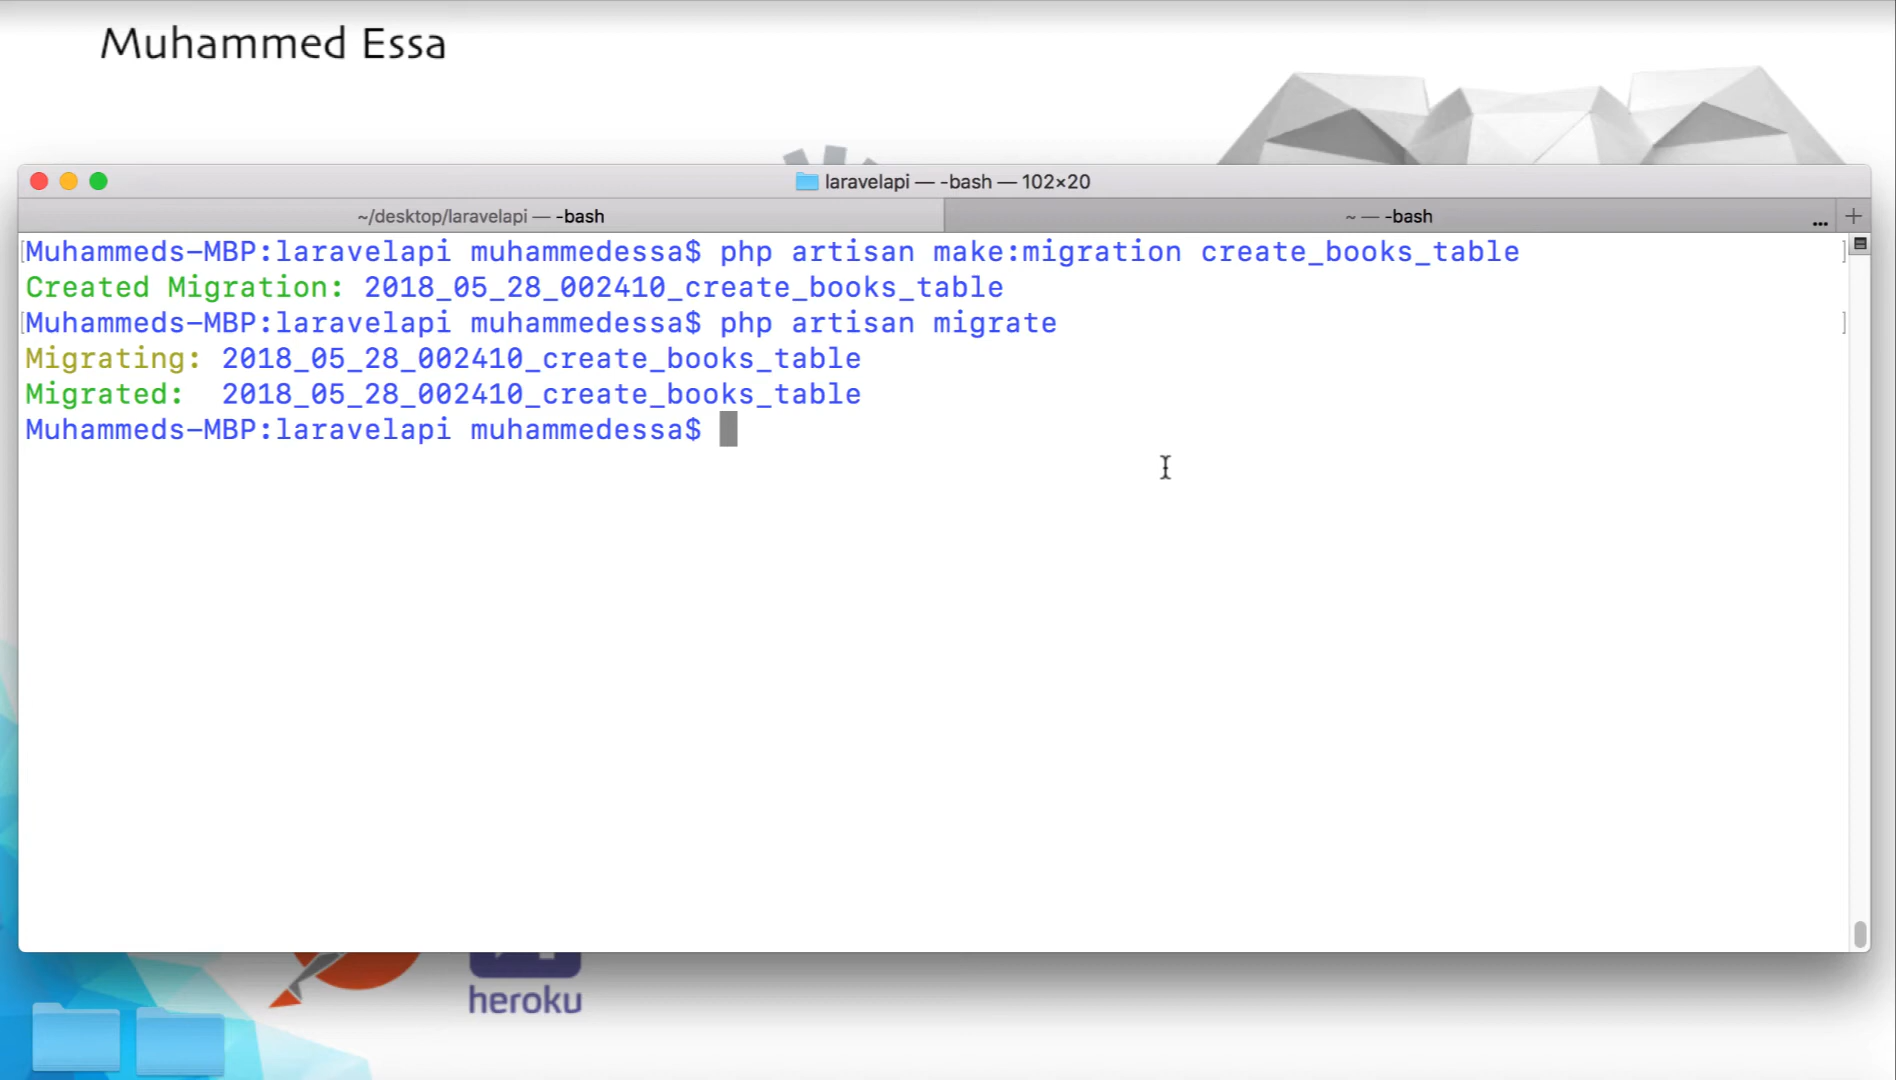 Muhammed Essa
laravelapi — -bash — 102×20
~/desktop/laravelapi — -bash
~ — -bash
Muhammeds-MBP:laravelapi muhammedessa$ php artisan make:migration create_books_table
Created Migration: 2018_05_28_002410_create_books_table
Muhammeds-MBP:laravelapi muhammedessa$ php artisan migrate
Migrating: 2018_05_28_002410_create_books_table
Migrated:  2018_05_28_002410_create_books_table
Muhammeds-MBP:laravelapi muhammedessa$
heroku